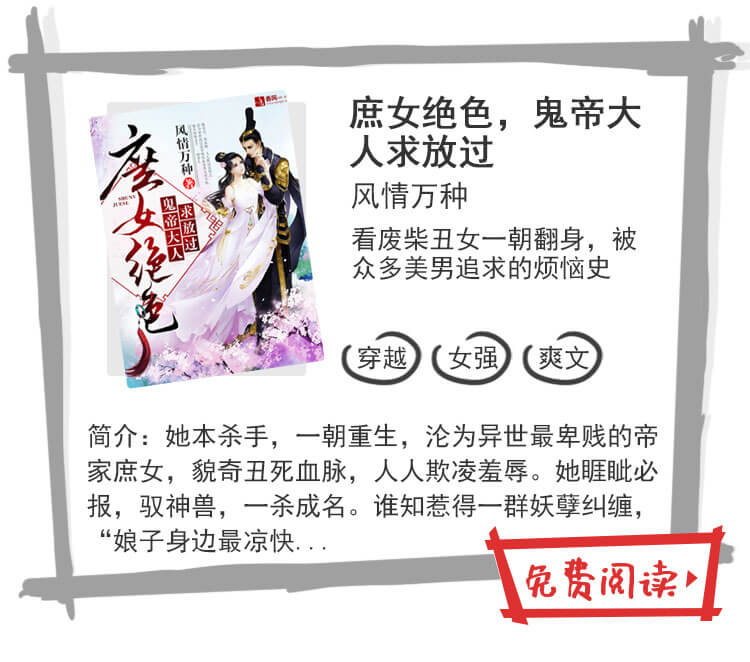 庶女绝色，鬼帝大
人求放过
风情万种
看废柴丑女一朝翻身，被
众多美男追求的烦恼史
穿越 女强 爽文
风情万种 著
庶女绝色
SHUNV
JUESE
鬼帝大人
求放过
简介：她本杀手，一朝重生，沦为异世最卑贱的帝
家庶女，貌奇丑死血脉，人人欺凌羞辱。她睚眦必
报，驭神兽，一杀成名。谁知惹得一群妖孽纠缠，
“娘子身边最凉快...
免费阅读